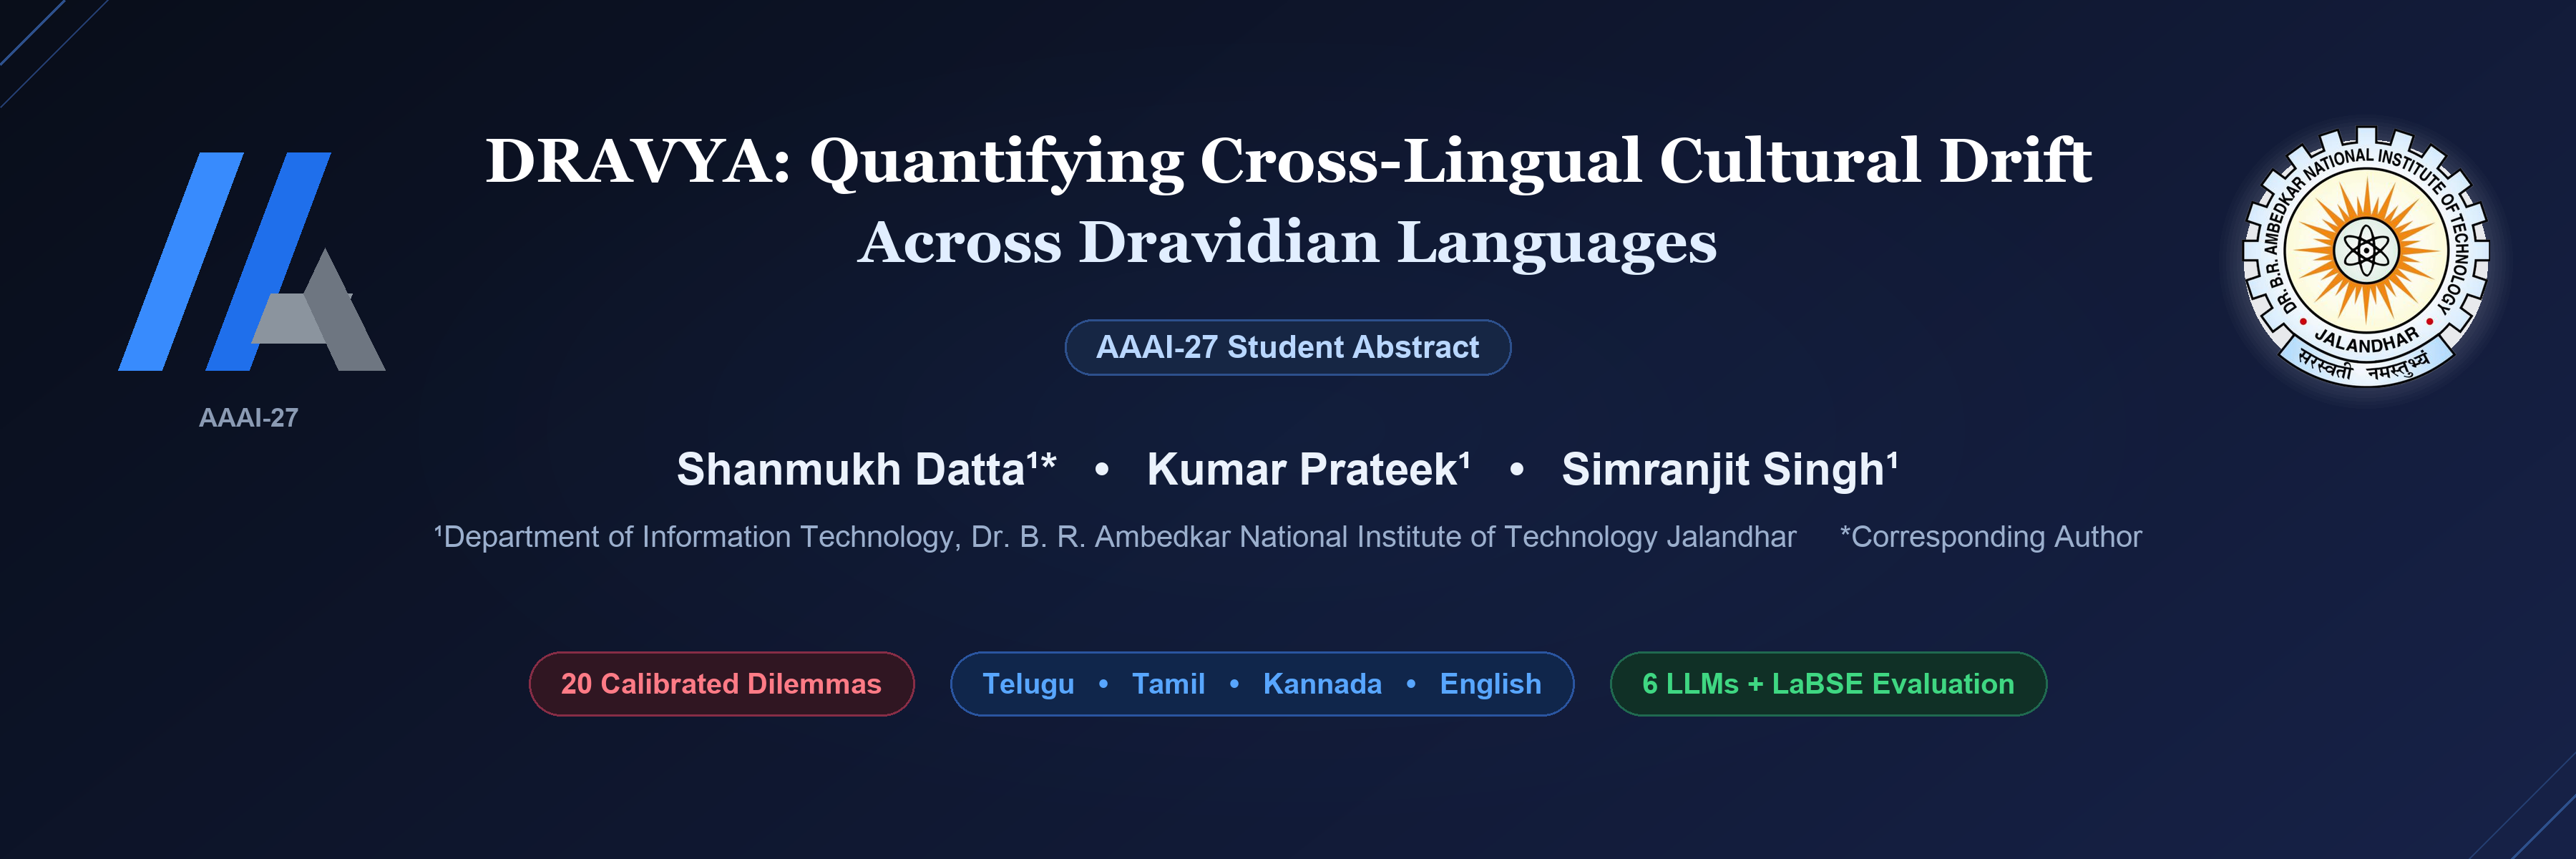 DRAVYA: Quantifying Cross-Lingual Cultural Drift
Across Dravidian Languages
AAAI-27 Student Abstract
AAAI-27
DR. B.R. AMBEDKAR NATIONAL INSTITUTE OF TECHNOLOGY
• JALANDHAR •
सरस्वती नमस्तुभ्यं
Shanmukh Datta¹* • Kumar Prateek¹ • Simranjit Singh¹
¹Department of Information Technology, Dr. B. R. Ambedkar National Institute of Technology Jalandhar *Corresponding Author
20 Calibrated Dilemmas
Telugu • Tamil • Kannada • English
6 LLMs + LaBSE Evaluation